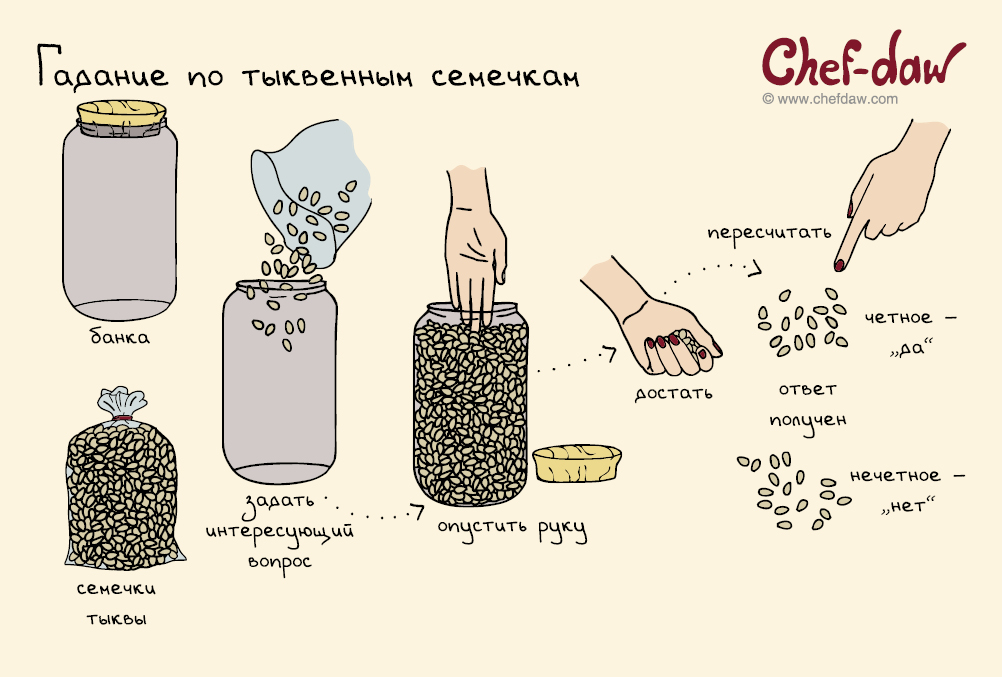 Гадание по тыквенным семечкам
Chef-daw
© www.chefdaw.com
банка
семечки
тыквы
задать
интересующий
вопрос
опустить руку
достать
пересчитать
четное –
„да“
ответ
получен
нечетное –
„нет“